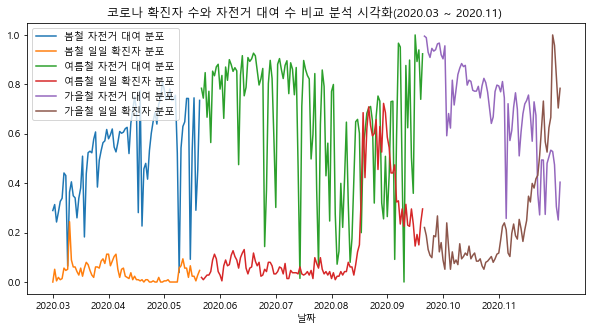 코로나 확진자 수와 자전거 대여 수 비교 분석 시각화(2020.03 ~ 2020.11)
봄철 자전거 대여 분포
봄철 일일 확진자 분포
여름철 자전거 대여 분포
여름철 일일 확진자 분포
가을철 자전거 대여 분포
가을철 일일 확진자 분포
1.0
0.8
0.6
0.4
0.2
0.0
2020.03 2020.04 2020.05 2020.06 2020.07 2020.08 2020.09 2020.10 2020.11
날짜